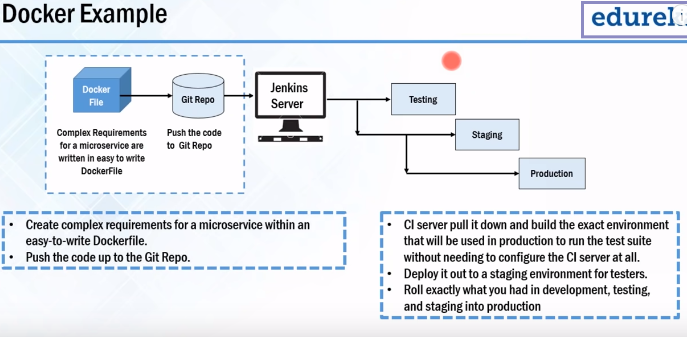 Docker Example
Docker
File
Git Repo
Jenkins
Server
Testing
Staging
Production
Complex Requirements
for a microservice are
written in easy to write
DockerFile
Push the code
to Git Repo
• Create complex requirements for a microservice within an
easy-to-write Dockerfile.
• Push the code up to the Git Repo.
• CI server pull it down and build the exact environment
that will be used in production to run the test suite
without needing to configure the CI server at all.
• Deploy it out to a staging environment for testers.
• Roll exactly what you had in development, testing,
and staging into production